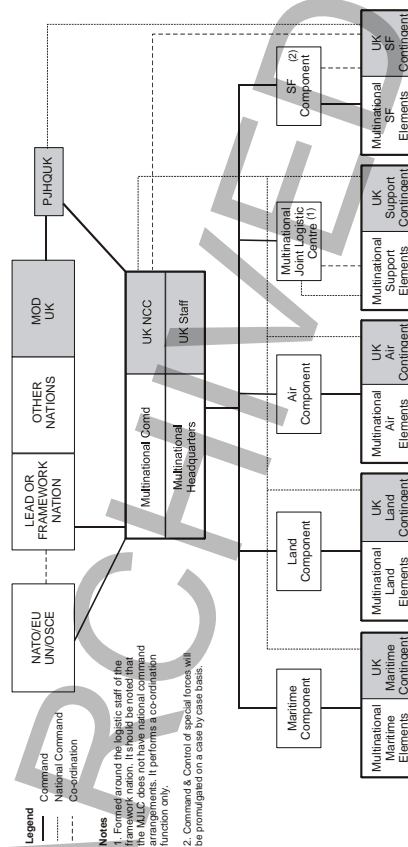 NATO/EU
UN/OSCE
LEAD OR
FRAMEWORK
NATION
OTHER
NATIONS
MOD
UK
PJHQUK
Legend
Command
National Command
Co-ordination
Notes
1. Formed around the logistic staff of the
framework nation. It should be noted that
the MJLC does not have national command
arrangements. It performs a co-ordination
function only.
2. Command & Control of special forces will
be promulgated on a case by case basis.
Multinational Comd
UK NCC
Multinational
Headquarters
UK Staff
Maritime
Component
Land
Component
Air
Component
Multinational
Joint Logistic
Centre (1)
SF (2)
Component
Multinational
Maritime
Elements
UK
Maritime
Contingent
Multinational
Land
Elements
UK
Land
Contingent
Multinational
Air
Elements
UK
Air
Contingent
Multinational
Support
Elements
UK
Support
Contingent
Multinational
SF
Elements
UK
SF
Contingent
RCHIVED